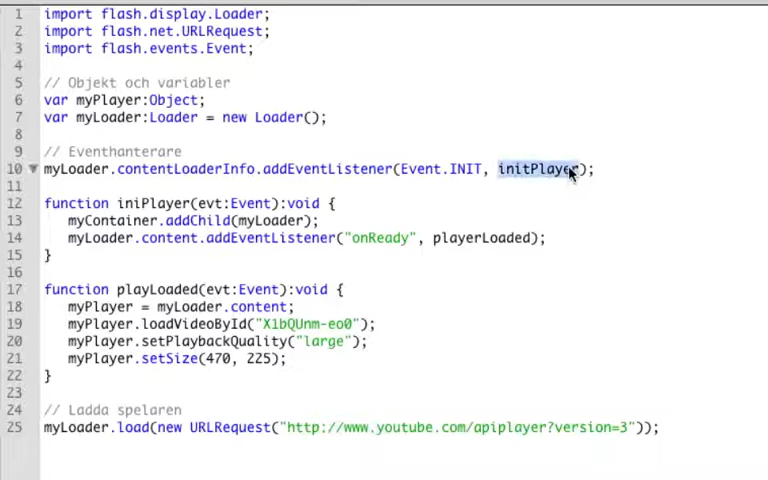 1 import flash.display.Loader;
2 import flash.net.URLRequest;
3 import flash.events.Event;
4
5 // Objekt och variabler
6 var myPlayer:Object;
7 var myLoader:Loader = new Loader();
8
9 // Eventhanterare
10 myLoader.contentLoaderInfo.addEventListener(Event.INIT, initPlayer);
11
12 function iniPlayer(evt:Event):void {
13 myContainer.addChild(myLoader);
14 myLoader.content.addEventListener("onReady", playerLoaded);
15 }
16
17 function playLoaded(evt:Event):void {
18 myPlayer = myLoader.content;
19 myPlayer.loadVideoById("X1bQUnm-eo0");
20 myPlayer.setPlaybackQuality("large");
21 myPlayer.setSize(470, 225);
22 }
23
24 // Ladda spelaren
25 myLoader.load(new URLRequest("http://www.youtube.com/apiplayer?version=3"));